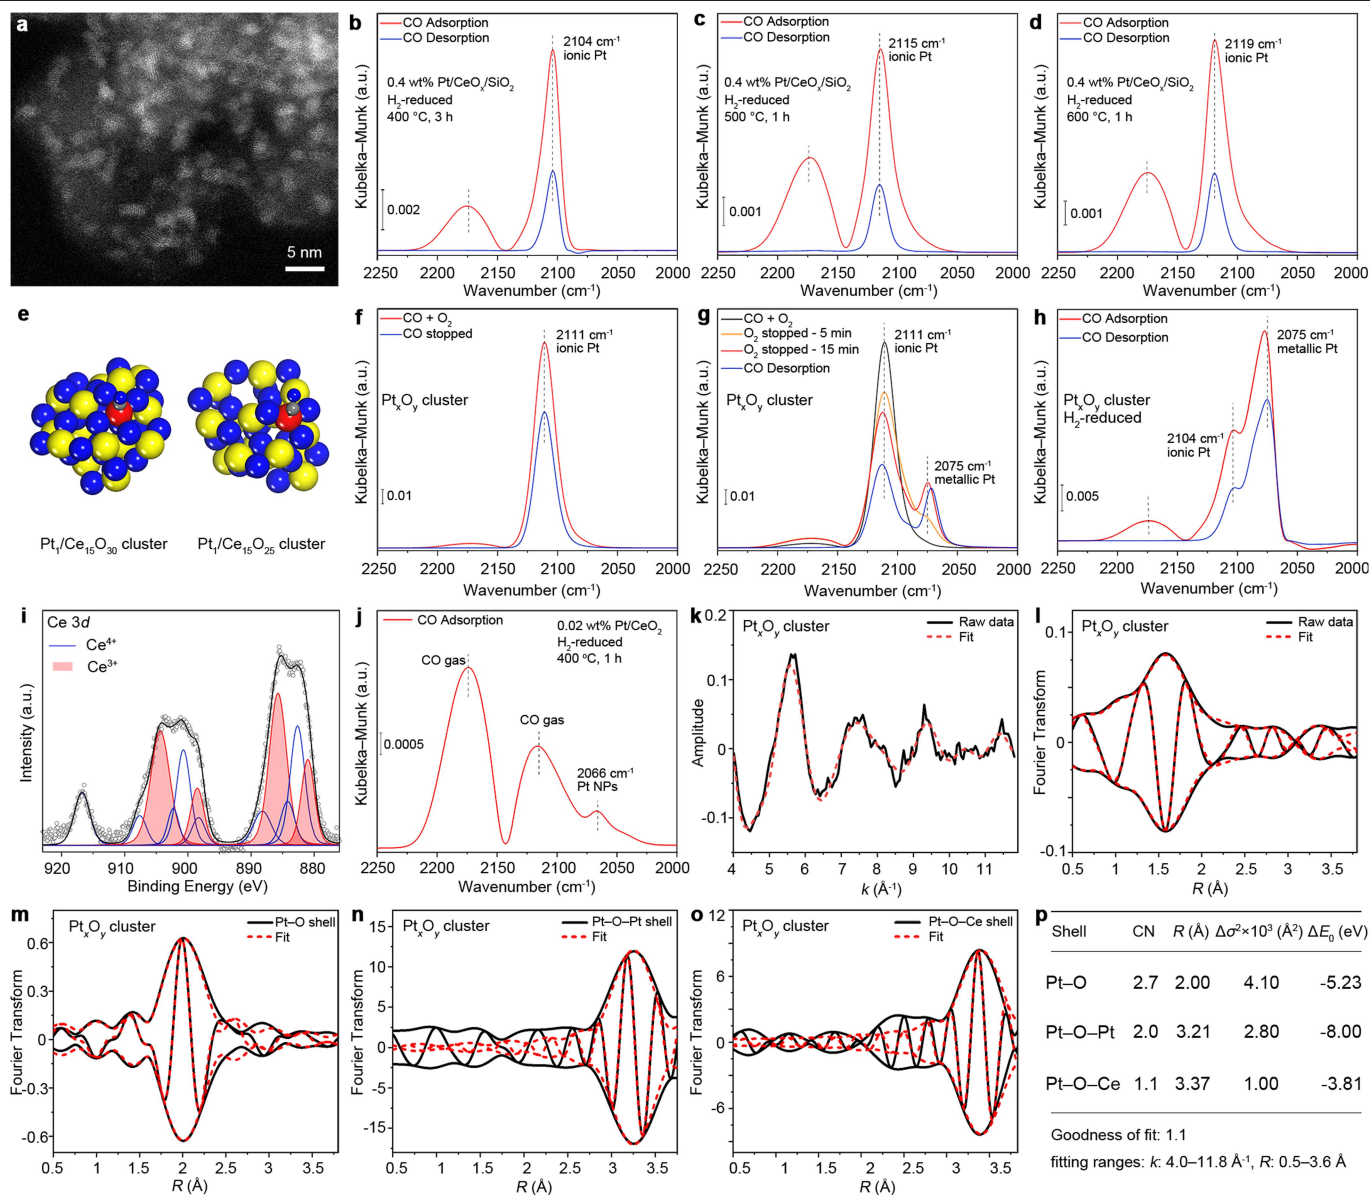 a
5 nm
b
CO Adsorption
CO Desorption
2104 cm⁻¹
ionic Pt
0.4 wt% Pt/CeOₓ/SiO₂
H₂-reduced
400 °C, 3 h
0.002
Kubelka–Munk (a.u.)
2250 2200 2150 2100 2050 2000
Wavenumber (cm⁻¹)
c
CO Adsorption
CO Desorption
2115 cm⁻¹
ionic Pt
0.4 wt% Pt/CeOₓ/SiO₂
H₂-reduced
500 °C, 1 h
0.001
Kubelka–Munk (a.u.)
2250 2200 2150 2100 2050 2000
Wavenumber (cm⁻¹)
d
CO Adsorption
CO Desorption
2119 cm⁻¹
ionic Pt
0.4 wt% Pt/CeOₓ/SiO₂
H₂-reduced
600 °C, 1 h
0.001
Kubelka–Munk (a.u.)
2250 2200 2150 2100 2050 2000
Wavenumber (cm⁻¹)
e
Pt₁/Ce₁₅O₃₀ cluster
Pt₁/Ce₁₅O₂₅ cluster
f
CO + O₂
CO stopped
2111 cm⁻¹
ionic Pt
PtₓOᵧ cluster
0.01
Kubelka–Munk (a.u.)
2250 2200 2150 2100 2050 2000
Wavenumber (cm⁻¹)
g
CO + O₂
O₂ stopped - 5 min
O₂ stopped - 15 min
CO Desorption
2111 cm⁻¹
ionic Pt
PtₓOᵧ cluster
2075 cm⁻¹
metallic Pt
0.01
Kubelka–Munk (a.u.)
2250 2200 2150 2100 2050 2000
Wavenumber (cm⁻¹)
h
CO Adsorption
CO Desorption
2075 cm⁻¹
metallic Pt
PtₓOᵧ cluster
H₂-reduced
2104 cm⁻¹
ionic Pt
0.005
Kubelka–Munk (a.u.)
2250 2200 2150 2100 2050 2000
Wavenumber (cm⁻¹)
i
Ce 3d
Ce⁴⁺
Ce³⁺
Intensity (a.u.)
920 910 900 890 880
Binding Energy (eV)
j
CO Adsorption
0.02 wt% Pt/CeO₂
H₂-reduced
400 °C, 1 h
CO gas
CO gas
0.0005
2066 cm⁻¹
Pt NPs
Kubelka–Munk (a.u.)
2250 2200 2150 2100 2050 2000
Wavenumber (cm⁻¹)
k
PtₓOᵧ cluster
Raw data
Fit
0.2
0.1
0
-0.1
Amplitude
4 5 6 7 8 9 10 11
k (Å⁻¹)
l
PtₓOᵧ cluster
Raw data
Fit
0.1
0
-0.1
Fourier Transform
0.5 1 1.5 2 2.5 3 3.5
R (Å)
m
PtₓOᵧ cluster
Pt–O shell
Fit
0.6
0.3
0
-0.3
-0.6
Fourier Transform
0.5 1 1.5 2 2.5 3 3.5
R (Å)
n
PtₓOᵧ cluster
Pt–O–Pt shell
Fit
15
10
5
0
-5
-15
Fourier Transform
0.5 1 1.5 2 2.5 3 3.5
R (Å)
o
PtₓOᵧ cluster
Pt–O–Ce shell
Fit
12
6
0
-6
Fourier Transform
0.5 1 1.5 2 2.5 3 3.5
R (Å)
p
Shell CN R (Å) Δσ²×10³ (Å²) ΔE₀ (eV)
Pt–O 2.7 2.00 4.10 -5.23
Pt–O–Pt 2.0 3.21 2.80 -8.00
Pt–O–Ce 1.1 3.37 1.00 -3.81
Goodness of fit: 1.1
fitting ranges: k: 4.0–11.8 Å⁻¹, R: 0.5–3.6 Å